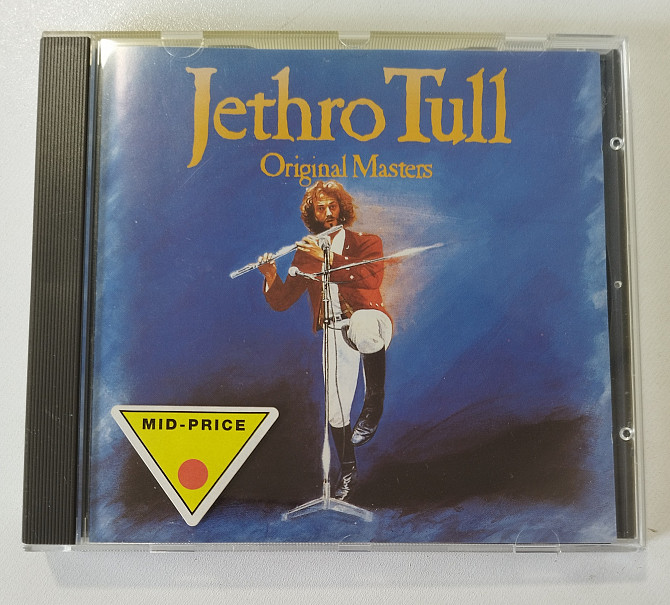 Jethro Tull
Original Masters
MID-PRICE